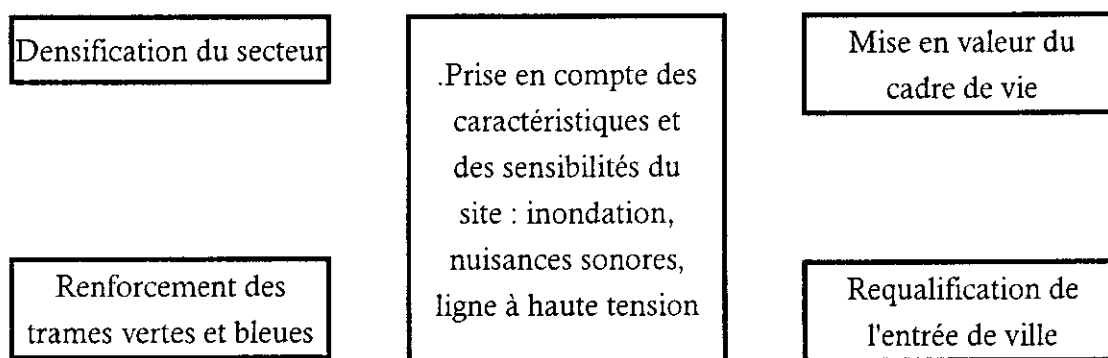 Densification du secteur
Renforcement des
trames vertes et bleues
.Prise en compte des
caractéristiques et
des sensibilités du
site : inondation,
nuisances sonores,
ligne à haute tension
Mise en valeur du
cadre de vie
Requalification de
l'entrée de ville